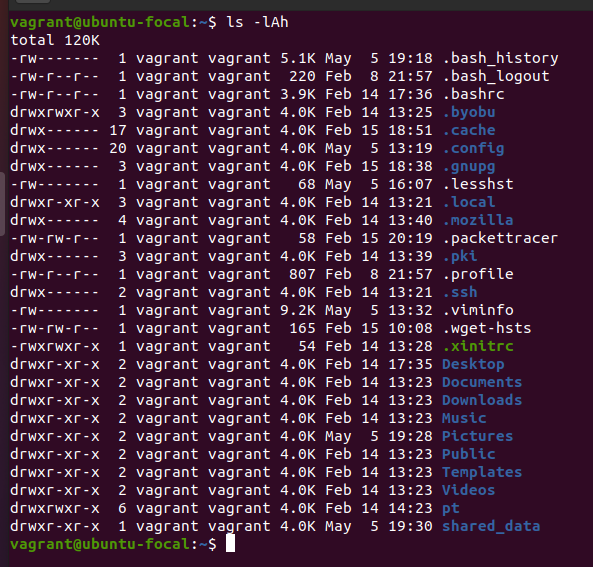 vagrant@ubuntu-focal:~$ ls -lAh
total 120K
-rw-------  1 vagrant vagrant 5.1K May  5 19:18 .bash_history
-rw-r--r--  1 vagrant vagrant  220 Feb  8 21:57 .bash_logout
-rw-r--r--  1 vagrant vagrant 3.9K Feb 14 17:36 .bashrc
drwxrwxr-x  3 vagrant vagrant 4.0K Feb 14 13:25 .byobu
drwx------ 17 vagrant vagrant 4.0K Feb 15 18:51 .cache
drwx------ 20 vagrant vagrant 4.0K May  5 13:19 .config
drwx------  3 vagrant vagrant 4.0K Feb 15 18:38 .gnupg
-rw-------  1 vagrant vagrant   68 May  5 16:07 .lesshst
drwxr-xr-x  3 vagrant vagrant 4.0K Feb 14 13:21 .local
drwx------  4 vagrant vagrant 4.0K Feb 14 13:40 .mozilla
-rw-rw-r--  1 vagrant vagrant   58 Feb 15 20:19 .packettracer
drwx------  3 vagrant vagrant 4.0K Feb 14 13:39 .pki
-rw-r--r--  1 vagrant vagrant  807 Feb  8 21:57 .profile
drwx------  2 vagrant vagrant 4.0K Feb 14 13:21 .ssh
-rw-------  1 vagrant vagrant 9.2K May  5 13:32 .viminfo
-rw-rw-r--  1 vagrant vagrant  165 Feb 15 10:08 .wget-hsts
-rwxrwxr-x  1 vagrant vagrant   54 Feb 14 13:28 .xinitrc
drwxr-xr-x  2 vagrant vagrant 4.0K Feb 14 17:35 Desktop
drwxr-xr-x  2 vagrant vagrant 4.0K Feb 14 13:23 Documents
drwxr-xr-x  2 vagrant vagrant 4.0K Feb 14 13:23 Downloads
drwxr-xr-x  2 vagrant vagrant 4.0K Feb 14 13:23 Music
drwxr-xr-x  2 vagrant vagrant 4.0K May  5 19:28 Pictures
drwxr-xr-x  2 vagrant vagrant 4.0K Feb 14 13:23 Public
drwxr-xr-x  2 vagrant vagrant 4.0K Feb 14 13:23 Templates
drwxr-xr-x  2 vagrant vagrant 4.0K Feb 14 13:23 Videos
drwxrwxr-x  6 vagrant vagrant 4.0K Feb 14 14:23 pt
drwxr-xr-x  1 vagrant vagrant 4.0K May  5 19:30 shared_data
vagrant@ubuntu-focal:~$